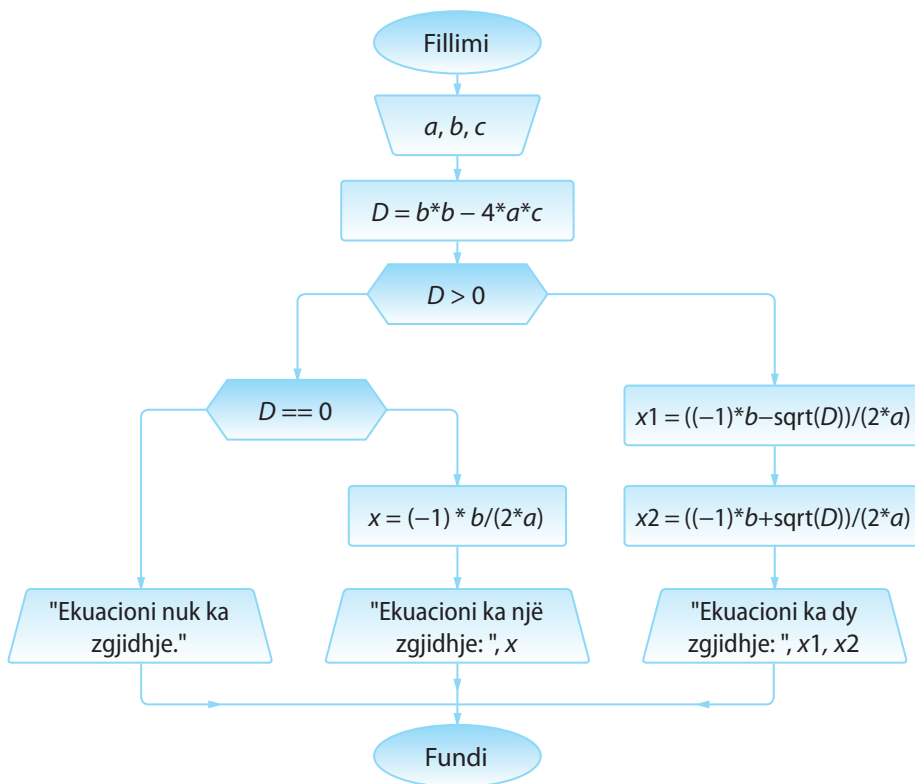 Fillimi
a, b, c
D = b*b − 4*a*c
D > 0
D == 0
x1 = ((−1)*b−sqrt(D))/(2*a)
x = (−1) * b/(2*a)
x2 = ((−1)*b+sqrt(D))/(2*a)
"Ekuacioni nuk ka
zgjidhje."
"Ekuacioni ka një
zgjidhje: ", x
"Ekuacioni ka dy
zgjidhje: ", x1, x2
Fundi